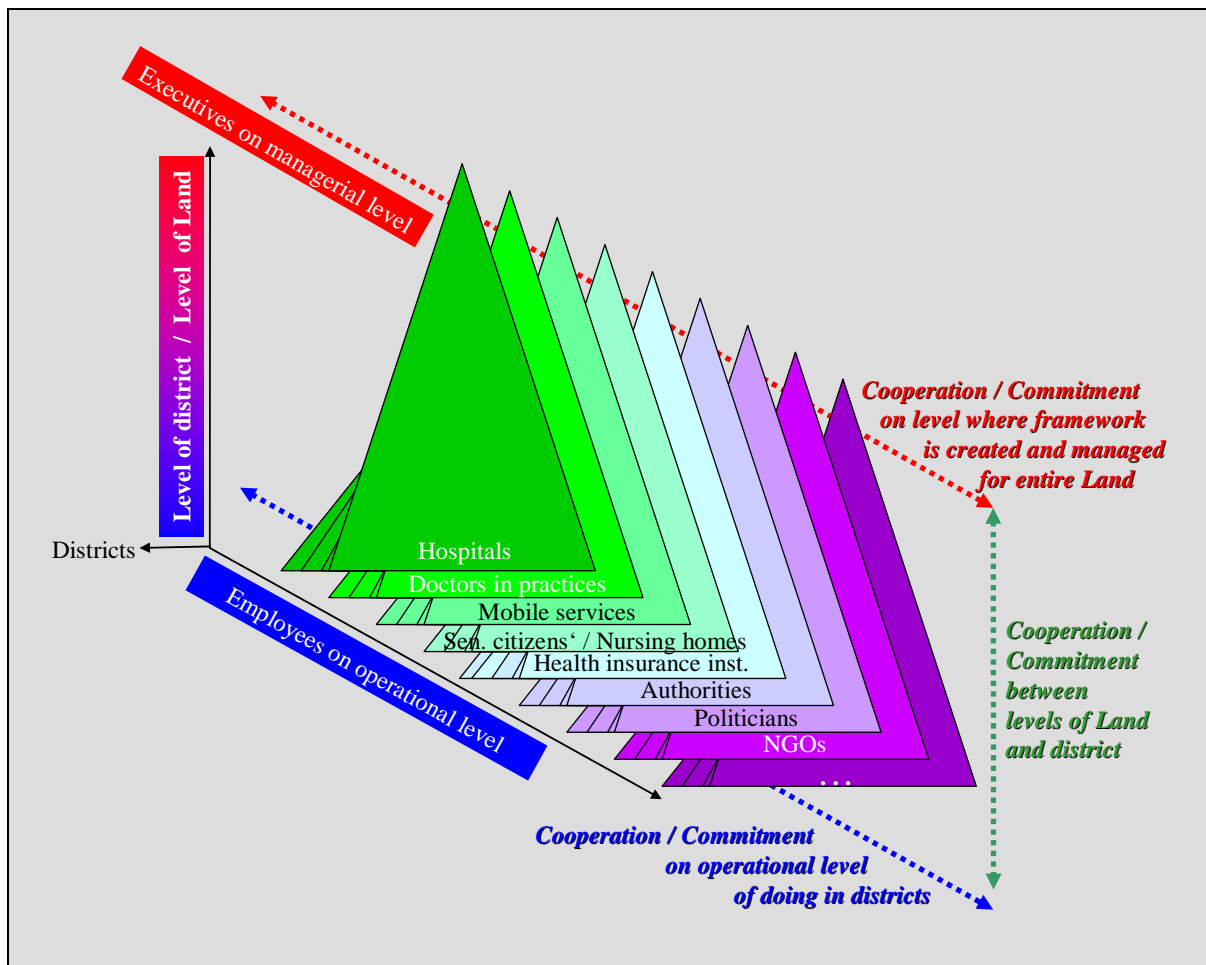 Executives on managerial level
Level of district / Level of Land
Districts
Employees on operational level
Hospitals
Doctors in practices
Mobile services
Sen. citizens‘ / Nursing homes
Health insurance inst.
Authorities
Politicians
NGOs
...
Cooperation / Commitment
on level where framework
is created and managed
for entire Land
Cooperation /
Commitment
between
levels of Land
and district
Cooperation / Commitment
on operational level
of doing in districts